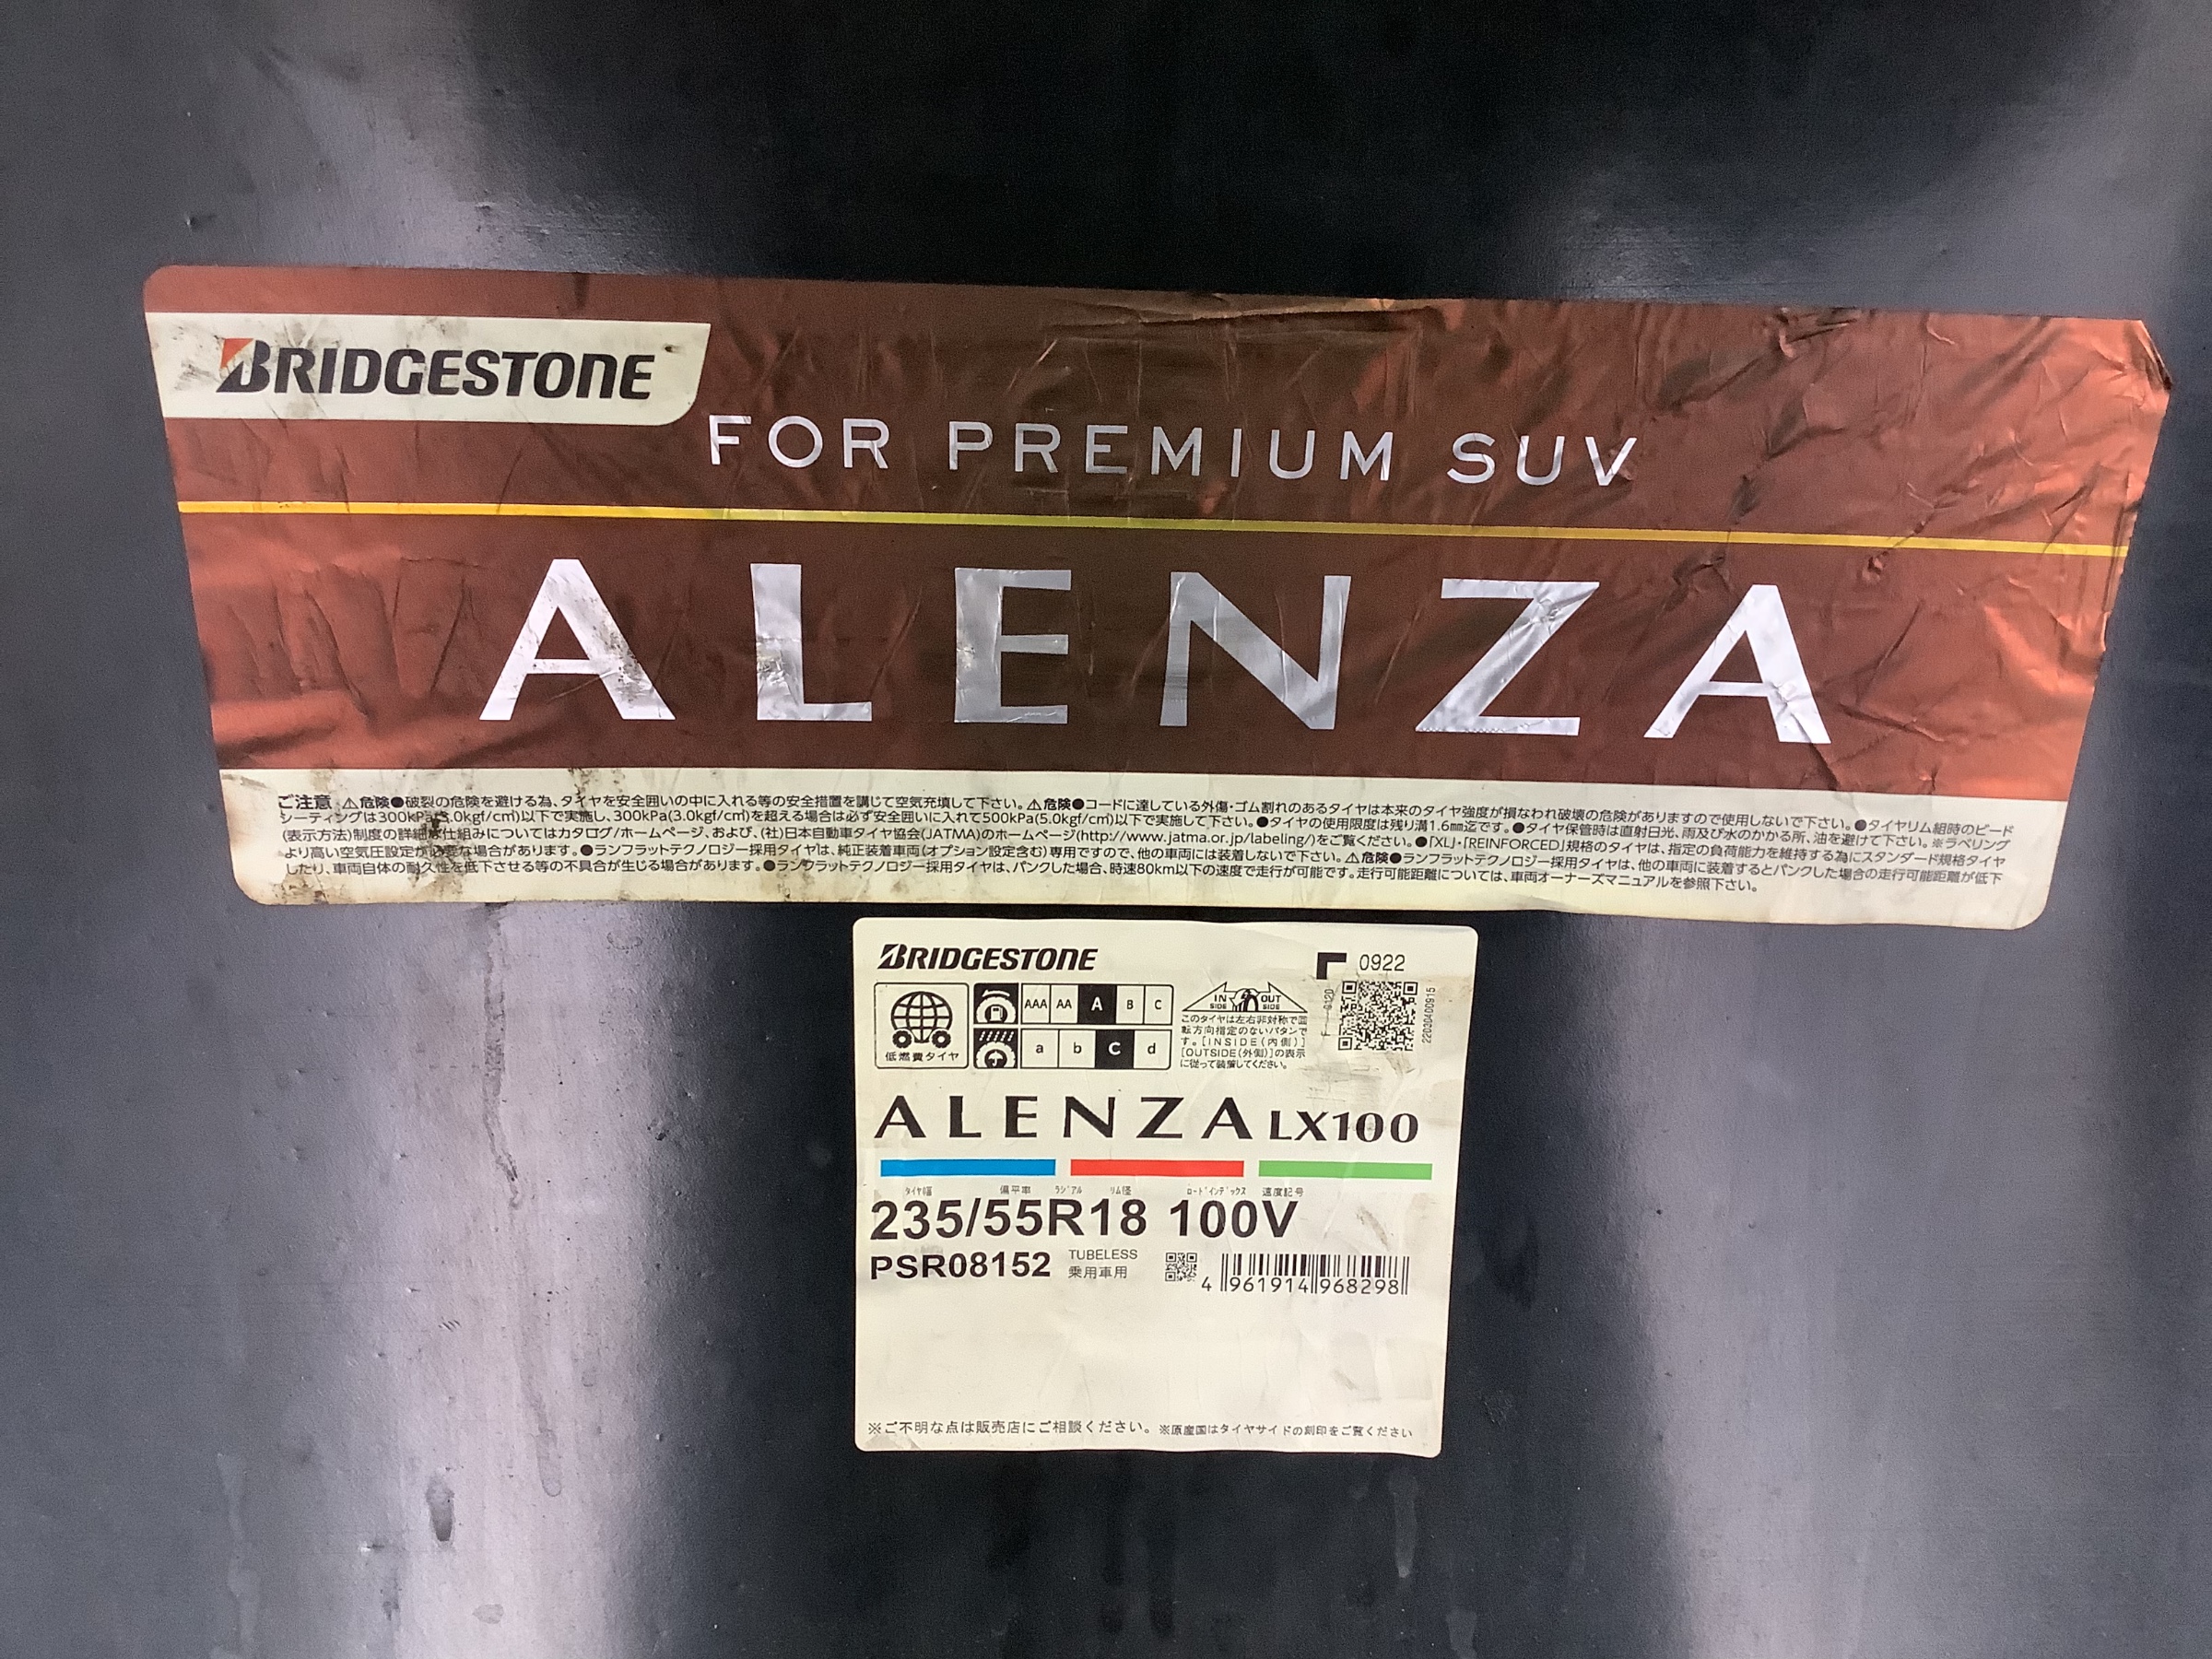 BRIDGESTONE
FOR PREMIUM SUV
ALENZA
ご注意 ⚠危険●破裂の危険を避ける為、タイヤを安全囲いの中に入れる等の安全措置を講じて空気充填して下さい。⚠危険●コードに達している外傷・ゴム割れのあるタイヤは本来のタイヤ強度が損なわれ破壊の危険がありますので使用しないで下さい。●タイヤリム組時のビード
シーティングは300kPa(3.0kgf/c㎡)以下で実施し、300kPa(3.0kgf/c㎡)を超える場合は必ず安全囲いに入れて500kPa(5.0kgf/c㎡)以下で実施して下さい。●タイヤの使用限度は残り溝1.6㎜迄です。●タイヤ保管時は直射日光、雨及び水のかかる所、油を避けて下さい。※ラベリング
(表示方法)制度の詳細な仕組みについてはカタログ/ホームページ、および、(社)日本自動車タイヤ協会(JATMA)のホームページ(http://www.jatma.or.jp/labeling/)をご覧ください。●「XL」・「REINFORCED」規格のタイヤは、指定の負荷能力を維持する為にスタンダード規格タイヤ
より高い空気圧設定が必要な場合があります。●ランフラットテクノロジー採用タイヤは、純正装着車両(オプション設定含む)専用ですので、他の車両には装着しないで下さい。⚠危険●ランフラットテクノロジー採用タイヤは、他の車両に装着するとパンクした場合の走行可能距離が低下
したり、車両自体の耐久性を低下させる等の不具合が生じる場合があります。●ランフラットテクノロジー採用タイヤは、パンクした場合、時速80km以下の速度で走行が可能です。走行可能距離については、車両オーナーズマニュアルを参照下さい。
BRIDGESTONE
0922
低燃費タイヤ
AAA AA A B C
a b c d
IN SIDE OUT SIDE
このタイヤは左右非対称で回
転方向指定のないパタンで
す。[INSIDE(内側)]
[OUTSIDE(外側)]の表示
に従って装着してください。
22030400915
ALENZA LX100
タイヤ幅 偏平率 ラジアル リム径 ロードインデックス 速度記号
235/55R18 100V
PSR08152
TUBELESS
乗用車用
4 961914 968298
※ご不明な点は販売店にご相談ください。※原産国はタイヤサイドの刻印をご覧ください